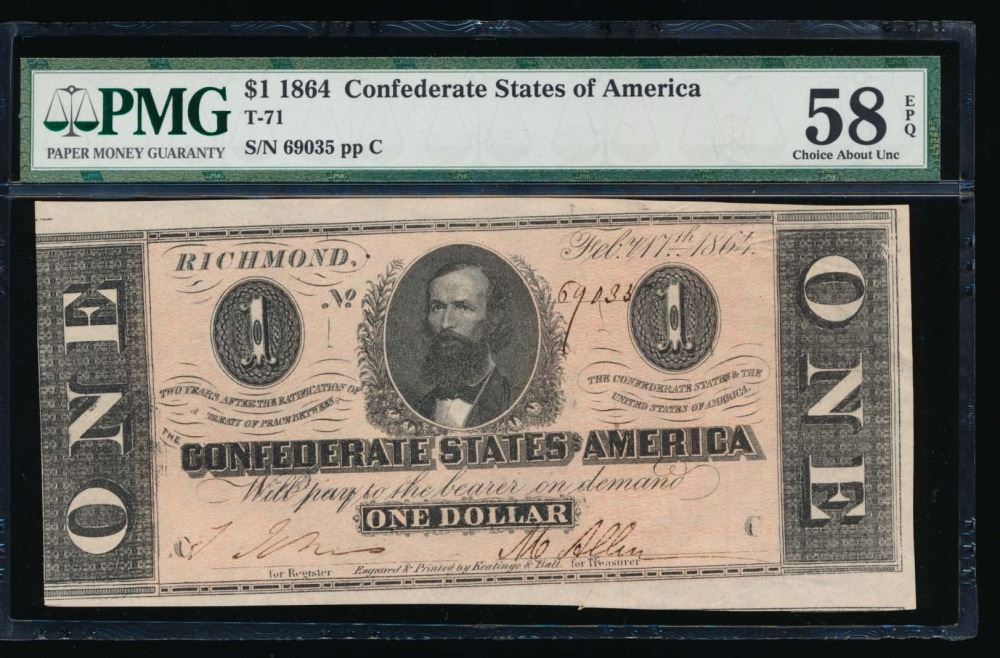 PMG
PAPER MONEY GUARANTY
$1 1864 Confederate States of America
T-71
S/N 69035 pp C
58
EPQ
Choice About Unc
RICHMOND,
Feb.y 17th 1864.
No 69035
1
1
TWO YEARS AFTER THE RATIFICATION OF
A TREATY OF PEACE BETWEEN
THE CONFEDERATE STATES & THE
UNITED STATES OF AMERICA.
THE
CONFEDERATE STATES OF AMERICA
Will pay to the bearer on demand
ONE DOLLAR
ONE
ONE
C
C
M Allen
for Register
Engraved & Printed by Keatinge & Ball.
for Treasurer